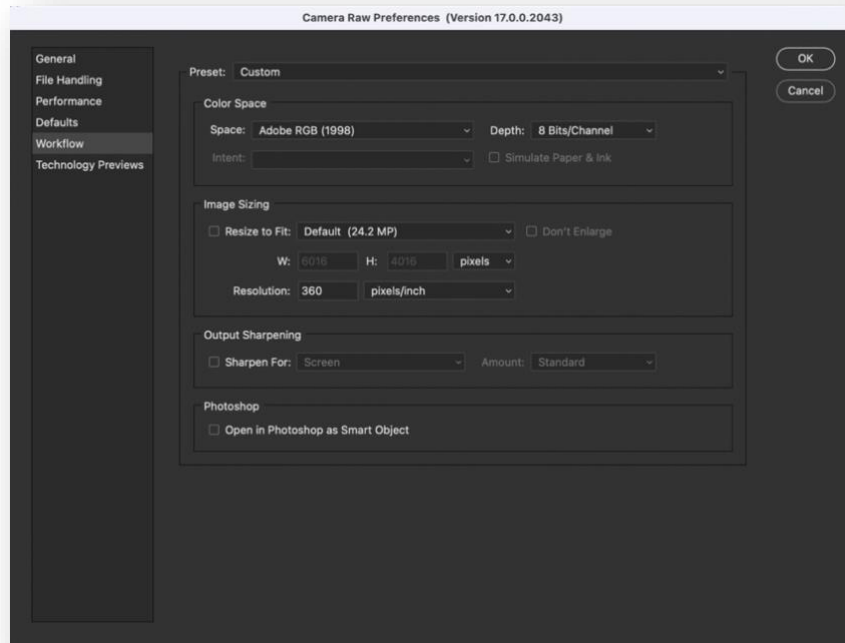 Camera Raw Preferences (Version 17.0.0.2043)
General
File Handling
Performance
Defaults
Workflow
Technology Previews
Preset: Custom
OK
Cancel
Color Space
Space: Adobe RGB (1998) Depth: 8 Bits/Channel
Intent: Simulate Paper & Ink
Image Sizing
Resize to Fit: Default (24.2 MP) Don't Enlarge
W: 6016 H: 4016 pixels
Resolution: 360 pixels/inch
Output Sharpening
Sharpen For: Screen Amount: Standard
Photoshop
Open in Photoshop as Smart Object